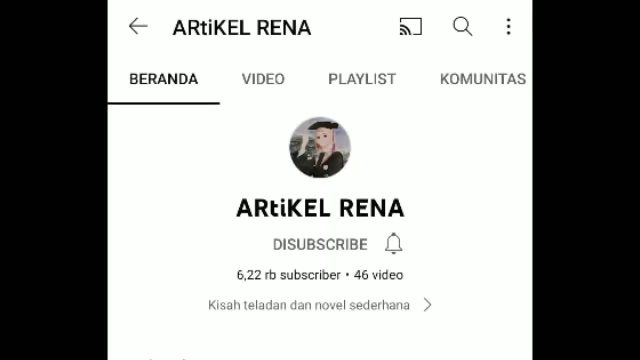 ARtiKEL RENA
BERANDA VIDEO PLAYLIST KOMUNITAS
ARtiKEL RENA
DISUBSCRIBE
6,22 rb subscriber • 46 video
Kisah teladan dan novel sederhana